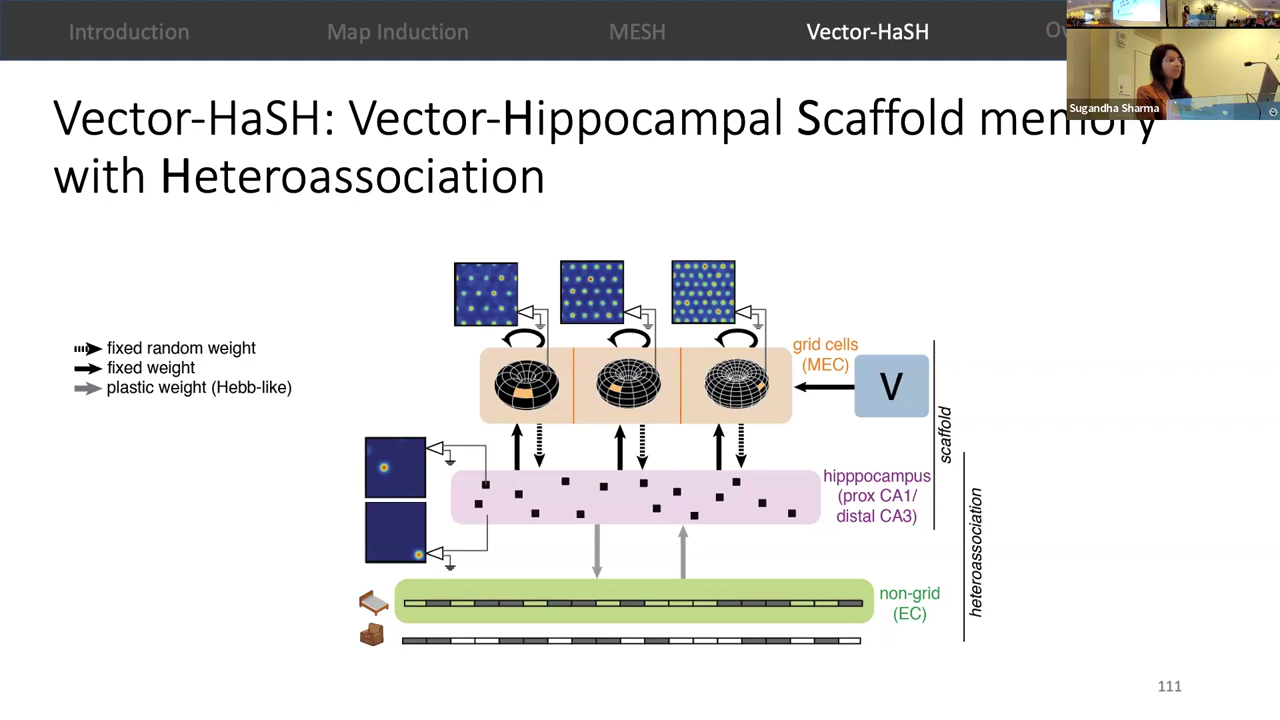 Introduction
Map Induction
MESH
Vector-HaSH
Sugandha Sharma
Vector-HaSH: Vector-Hippocampal Scaffold memory
with Heteroassociation
fixed random weight
fixed weight
plastic weight (Hebb-like)
grid cells
(MEC)
V
scaffold
hipppocampus
(prox CA1/
distal CA3)
heteroassociation
non-grid
(EC)
111